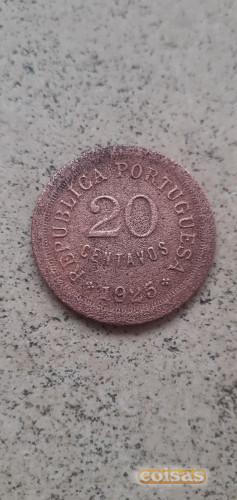 REPUBLICA PORTUGUESA
20
CENTAVOS
* 1925 *
coisas